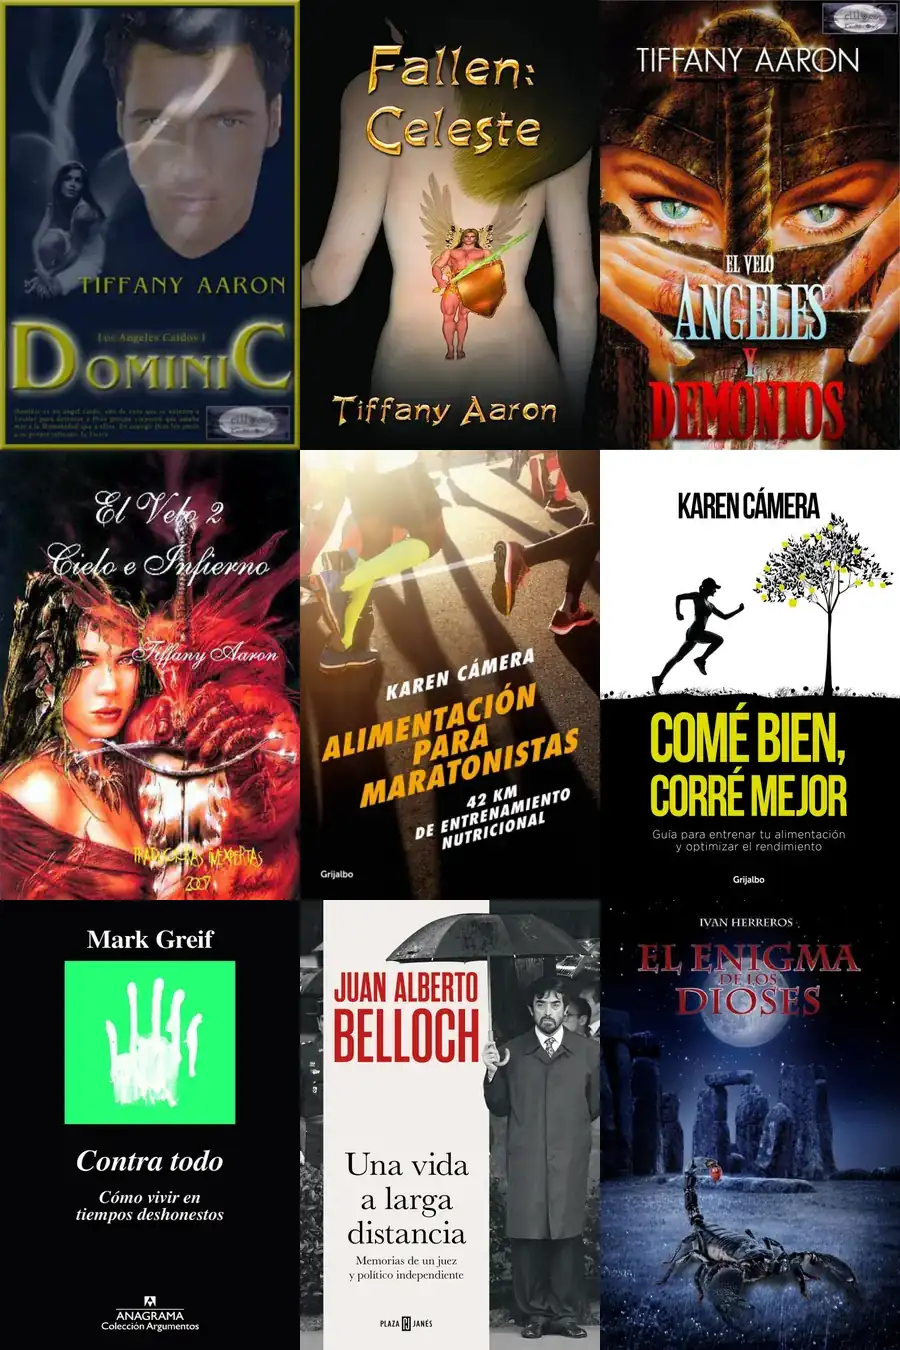 TIFFANY AARON
[Los Angeles Caidos]
DOMINIC
Fallen:
Celeste
Tiffany Aaron
TIFFANY AARON
EL VELO
ANGELES
Y
DEMONIOS
El Velo 2
Cielo e Infierno
Tiffany Aaron
TRADUCTORAS INEXPERTAS
2007
KAREN CÁMERA
ALIMENTACIÓN
PARA
MARATONISTAS
42 KM
DE ENTRENAMIENTO
NUTRICIONAL
Grijalbo
KAREN CÁMERA
COMÉ BIEN,
CORRÉ MEJOR
Guía para entrenar tu alimentación
y optimizar el rendimiento
Grijalbo
Mark Greif
Contra todo
Cómo vivir en
tiempos deshonestos
ANAGRAMA
Colección Argumentos
JUAN ALBERTO
BELLOCH
Una vida
a larga
distancia
Memorias de un juez
y político independiente
PLAZA JANÉS
IVAN HERREROS
EL ENIGMA
DE LOS
DIOSES